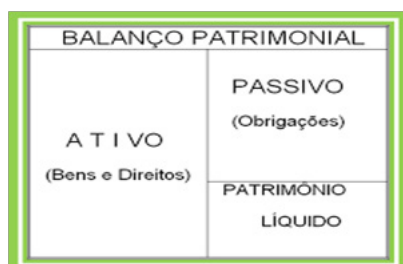 BALANÇO PATRIMONIAL
ATIVO
(Bens e Direitos)
PASSIVO
(Obrigações)
PATRIMÔNIO
LÍQUIDO